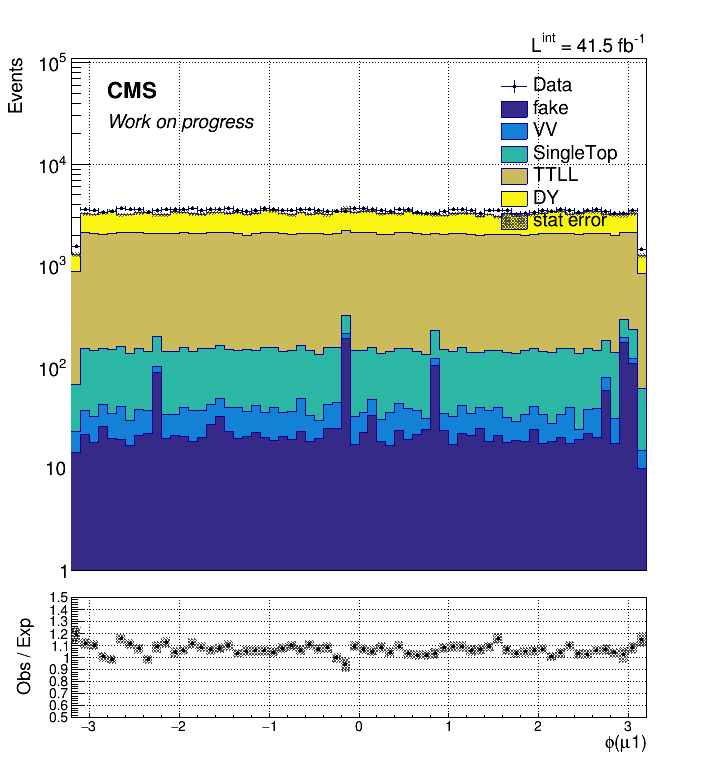 L^int = 41.5 fb^-1
Events
10^5
10^4
10^3
10^2
10
1
CMS
Work on progress
Data
fake
VV
SingleTop
TTLL
DY
stat error
Obs / Exp
1.5
1.4
1.3
1.2
1.1
1
0.9
0.8
0.7
0.6
0.5
−3 −2 −1 0 1 2 3
ϕ(μ1)